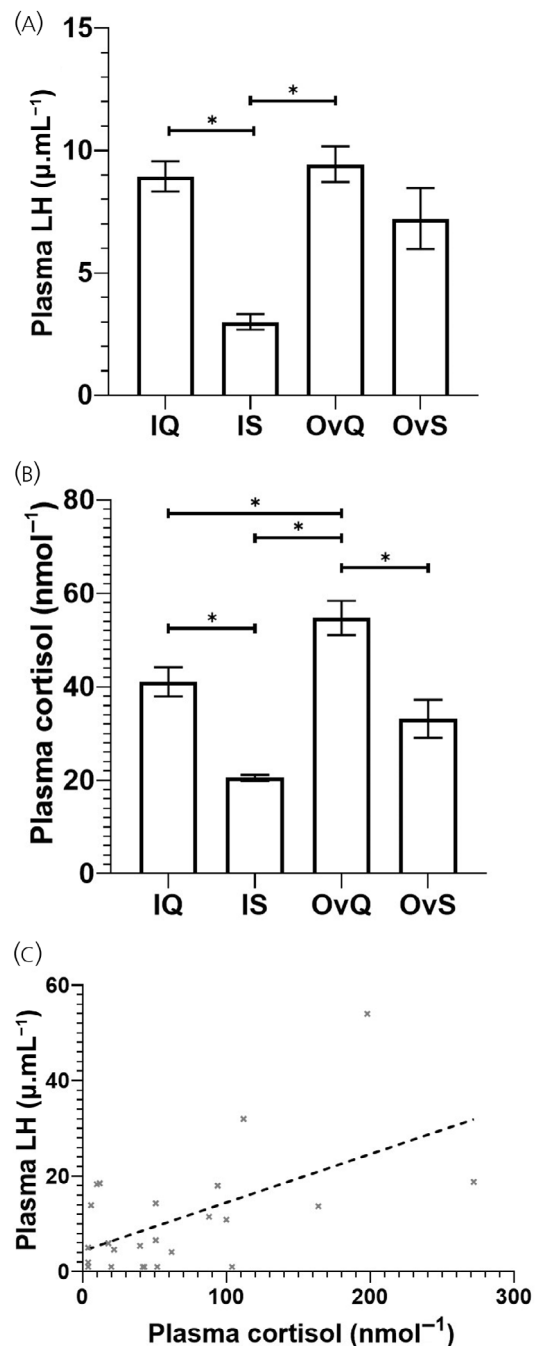 (A)
Plasma LH (µ.mL⁻¹)
15
10
5
0
* *
IQ IS OvQ OvS
(B)
Plasma cortisol (nmol⁻¹)
80
60
40
20
0
*
*
*
*
IQ IS OvQ OvS
(C)
Plasma LH (µ.mL⁻¹)
60
40
20
0
0 100 200 300
Plasma cortisol (nmol⁻¹)